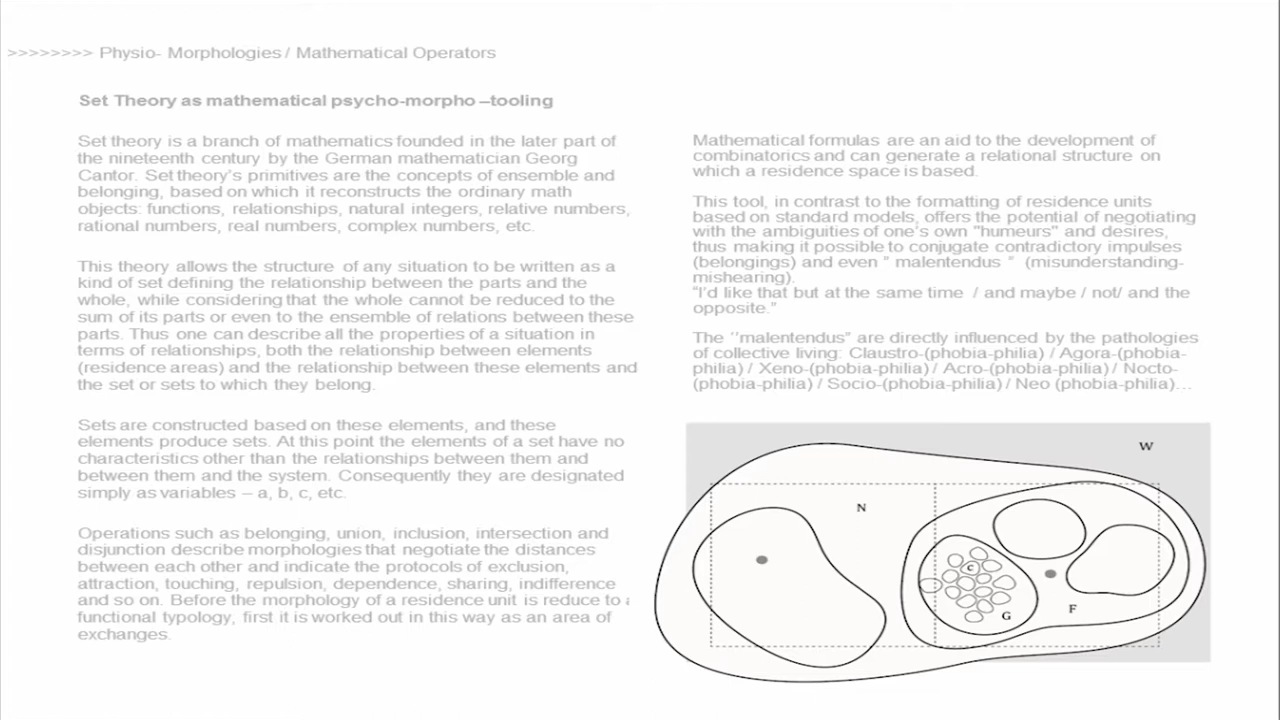 >>>>>>>> Physio- Morphologies / Mathematical Operators
Set Theory as mathematical psycho-morpho –tooling
Set theory is a branch of mathematics founded in the later part of
the nineteenth century by the German mathematician Georg
Cantor. Set theory's primitives are the concepts of ensemble and
belonging, based on which it reconstructs the ordinary math
objects: functions, relationships, natural integers, relative numbers,
rational numbers, real numbers, complex numbers, etc.
This theory allows the structure of any situation to be written as a
kind of set defining the relationship between the parts and the
whole, while considering that the whole cannot be reduced to the
sum of its parts or even to the ensemble of relations between these
parts. Thus one can describe all the properties of a situation in
terms of relationships, both the relationship between elements
(residence areas) and the relationship between these elements and
the set or sets to which they belong.
Sets are constructed based on these elements, and these
elements produce sets. At this point the elements of a set have no
characteristics other than the relationships between them and
between them and the system. Consequently they are designated
simply as variables – a, b, c, etc.
Operations such as belonging, union, inclusion, intersection and
disjunction describe morphologies that negotiate the distances
between each other and indicate the protocols of exclusion,
attraction, touching, repulsion, dependence, sharing, indifference
and so on. Before the morphology of a residence unit is reduce to
functional typology, first it is worked out in this way as an area of
exchanges.
Mathematical formulas are an aid to the development of
combinatorics and can generate a relational structure on
which a residence space is based.
This tool, in contrast to the formatting of residence units
based on standard models, offers the potential of negotiating
with the ambiguities of one's own "humeurs" and desires,
thus making it possible to conjugate contradictory impulses
(belongings) and even " malentendus " (misunderstanding-
mishearing).
"I'd like that but at the same time / and maybe / not/ and the
opposite."
The ''malentendus" are directly influenced by the pathologies
of collective living: Claustro-(phobia-philia) / Agora-(phobia-
philia) / Xeno-(phobia-philia) / Acro-(phobia-philia) / Nocto-
(phobia-philia) / Socio-(phobia-philia) / Neo (phobia-philia)…
W
N
C
F
G